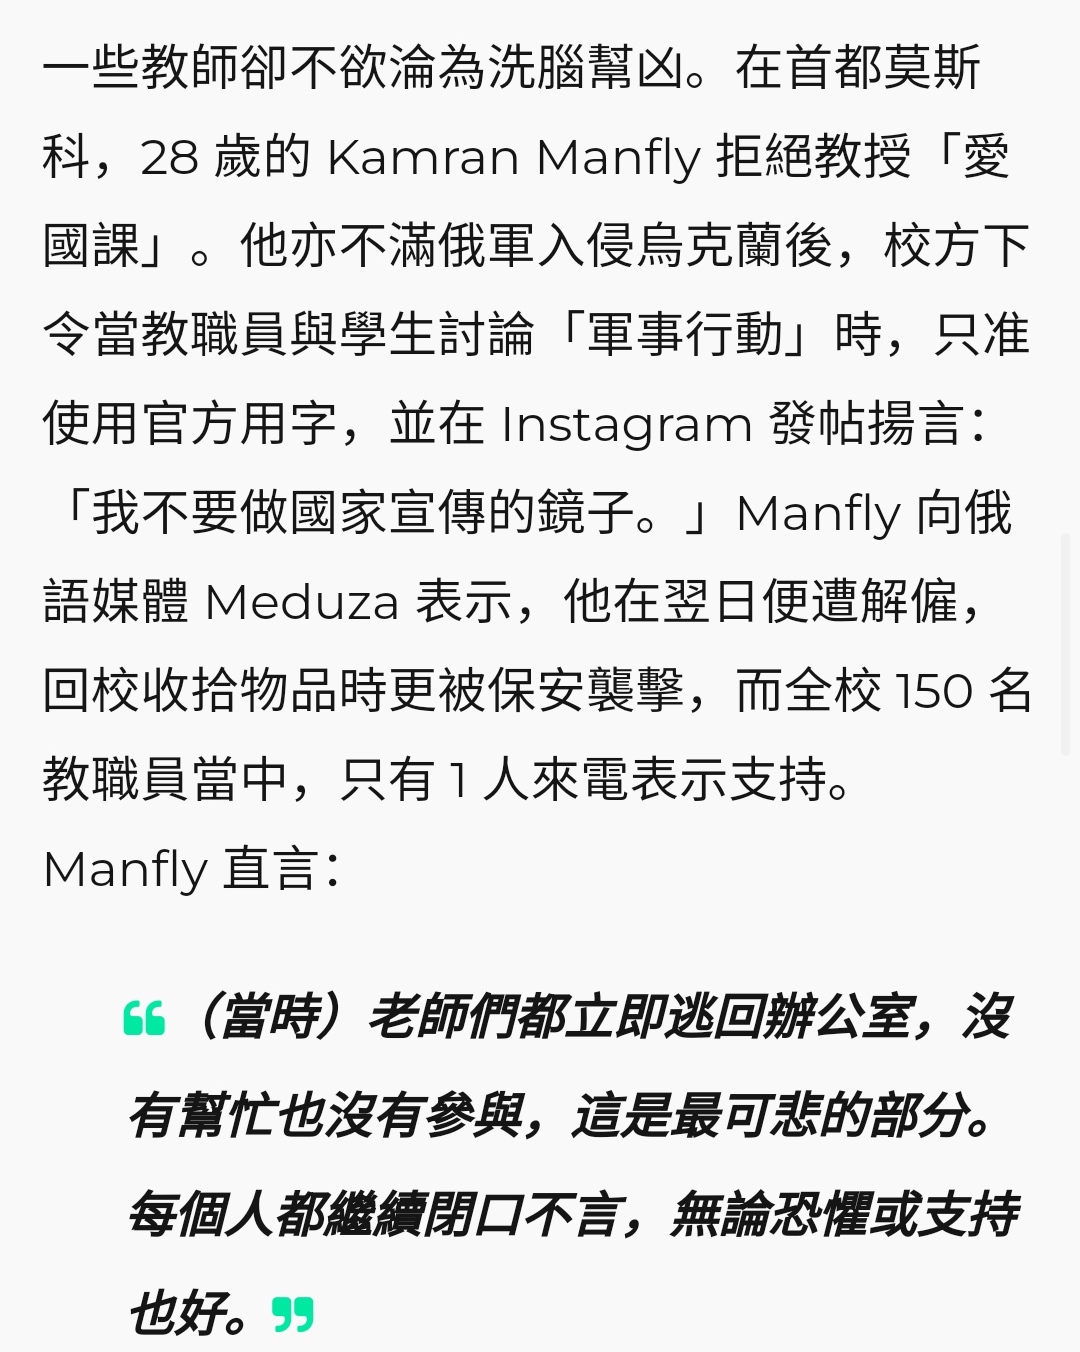 一些教師卻不欲淪為洗腦幫凶。在首都莫斯
科，28 歲的 Kamran Manfly 拒絕教授「愛
國課」。他亦不滿俄軍入侵烏克蘭後，校方下
令當教職員與學生討論「軍事行動」時，只准
使用官方用字，並在 Instagram 發帖揚言：
「我不要做國家宣傳的鏡子。」Manfly 向俄
語媒體 Meduza 表示，他在翌日便遭解僱，
回校收拾物品時更被保安襲擊，而全校 150 名
教職員當中，只有 1 人來電表示支持。
Manfly 直言：
“（當時）老師們都立即逃回辦公室，沒
有幫忙也沒有參與，這是最可悲的部分。
每個人都繼續閉口不言，無論恐懼或支持
也好。”